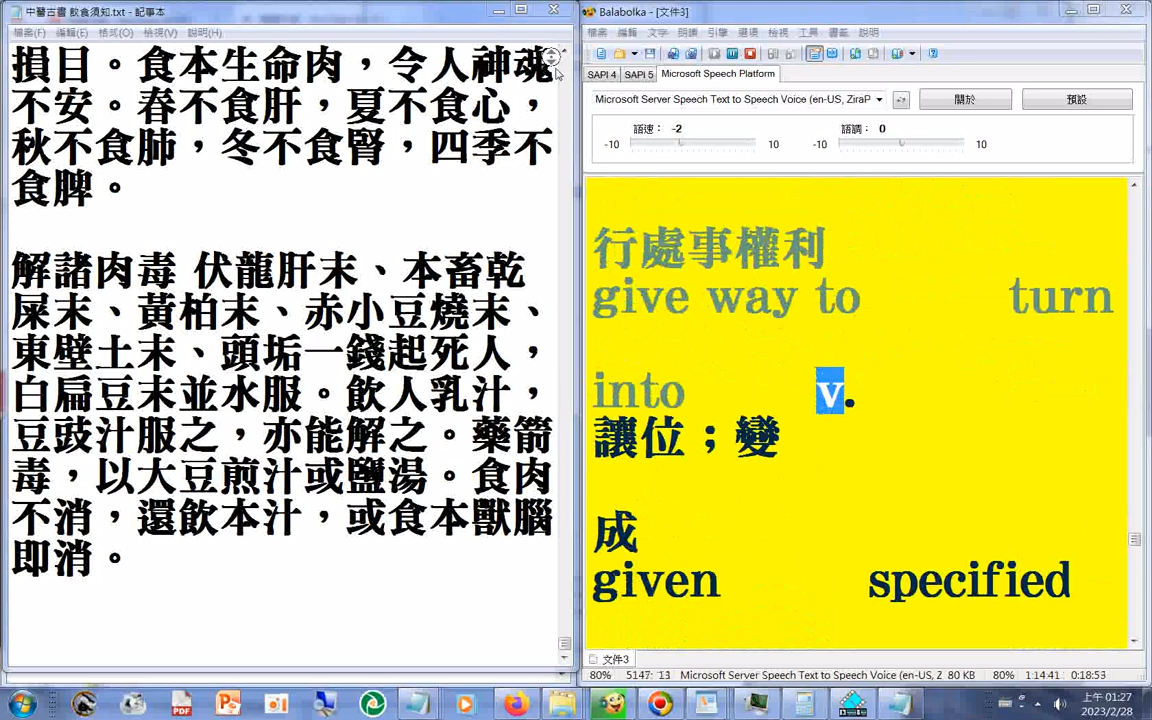 中醫古書 飲食須知.txt - 記事本
檔案(F) 編輯(E) 格式(O) 檢視(V) 說明(H)
損目。食本生命肉，令人神魂
不安。春不食肝，夏不食心，
秋不食肺，冬不食腎，四季不
食脾。
解諸肉毒 伏龍肝末、本畜乾
屎末、黃柏末、赤小豆燒末、
東壁土末、頭垢一錢起死人，
白扁豆末並水服。飲人乳汁，
豆豉汁服之，亦能解之。藥箭
毒，以大豆煎汁或鹽湯。食肉
不消，還飲本汁，或食本獸腦
即消。
Balabolka - [文件3]
檔案 編輯 文字 朗讀 引擎 選項 檢視 工具 書籤 說明
SAPI 4 SAPI 5 Microsoft Speech Platform
Microsoft Server Speech Text to Speech Voice (en-US, ZiraP
關於 預設
語速： -2 語調： 0
-10 10 -10 10
行處事權利
give way to turn
into v.
讓位；變
成
given specified
文件3
80% 5147: 13 Microsoft Server Speech Text to Speech Voice (en-US, Z 80 KB 80% 1:14:41 0:18:53
PDF
上午 01:27
2023/2/28